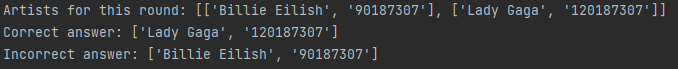 Artists for this round: [['Billie Eilish', '90187307'], ['Lady Gaga', '120187307']]
Correct answer: ['Lady Gaga', '120187307']
Incorrect answer: ['Billie Eilish', '90187307']